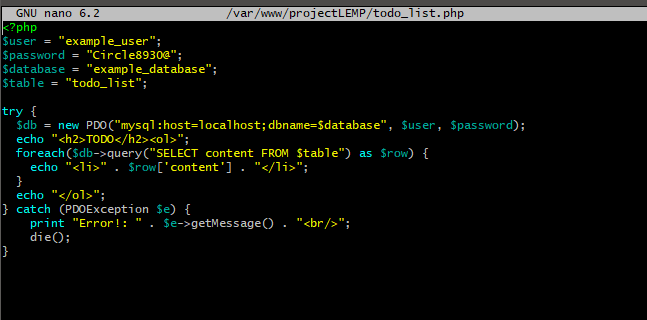 GNU nano 6.2 /var/www/projectLEMP/todo_list.php
<?php
$user = "example_user";
$password = "Circle8930@";
$database = "example_database";
$table = "todo_list";

try {
  $db = new PDO("mysql:host=localhost;dbname=$database", $user, $password);
  echo "<h2>TODO</h2><ol>";
  foreach($db->query("SELECT content FROM $table") as $row) {
    echo "<li>" . $row['content'] . "</li>";
  }
  echo "</ol>";
} catch (PDOException $e) {
    print "Error!: " . $e->getMessage() . "<br/>";
    die();
}